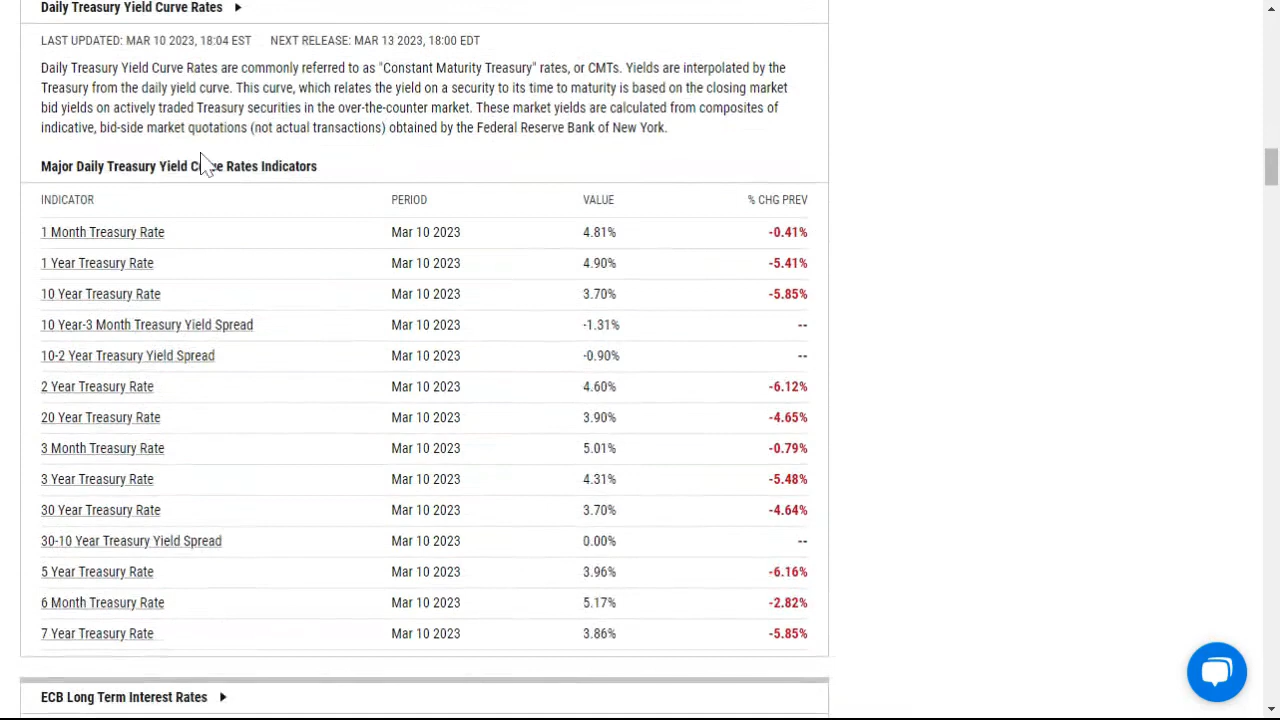 Daily Treasury Yield Curve Rates
LAST UPDATED: MAR 10 2023, 18:04 EST NEXT RELEASE: MAR 13 2023, 18:00 EDT
Daily Treasury Yield Curve Rates are commonly referred to as "Constant Maturity Treasury" rates, or CMTs. Yields are interpolated by the
Treasury from the daily yield curve. This curve, which relates the yield on a security to its time to maturity is based on the closing market
bid yields on actively traded Treasury securities in the over-the-counter market. These market yields are calculated from composites of
indicative, bid-side market quotations (not actual transactions) obtained by the Federal Reserve Bank of New York.
Major Daily Treasury Yield Curve Rates Indicators
INDICATOR PERIOD VALUE % CHG PREV
1 Month Treasury Rate Mar 10 2023 4.81% -0.41%
1 Year Treasury Rate Mar 10 2023 4.90% -5.41%
10 Year Treasury Rate Mar 10 2023 3.70% -5.85%
10 Year-3 Month Treasury Yield Spread Mar 10 2023 -1.31% --
10-2 Year Treasury Yield Spread Mar 10 2023 -0.90% --
2 Year Treasury Rate Mar 10 2023 4.60% -6.12%
20 Year Treasury Rate Mar 10 2023 3.90% -4.65%
3 Month Treasury Rate Mar 10 2023 5.01% -0.79%
3 Year Treasury Rate Mar 10 2023 4.31% -5.48%
30 Year Treasury Rate Mar 10 2023 3.70% -4.64%
30-10 Year Treasury Yield Spread Mar 10 2023 0.00% --
5 Year Treasury Rate Mar 10 2023 3.96% -6.16%
6 Month Treasury Rate Mar 10 2023 5.17% -2.82%
7 Year Treasury Rate Mar 10 2023 3.86% -5.85%
ECB Long Term Interest Rates